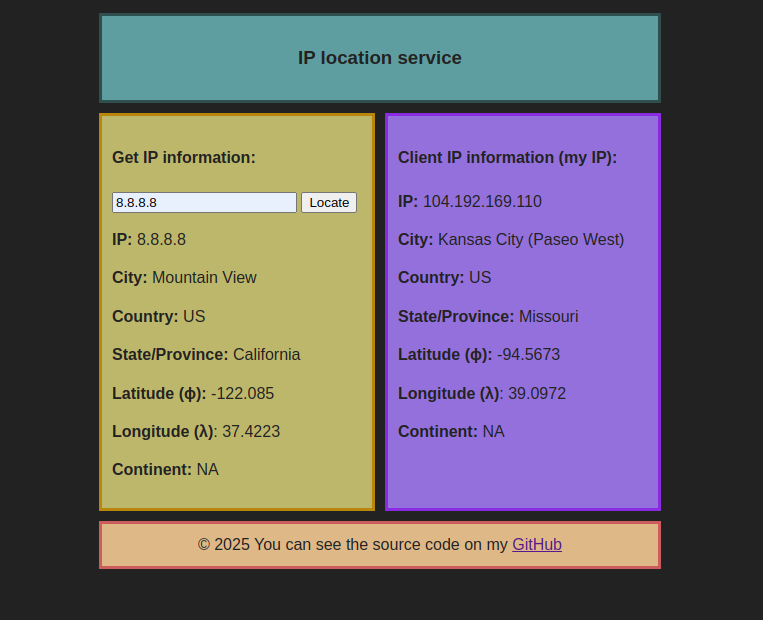 IP location service
Get IP information:
8.8.8.8 Locate
IP: 8.8.8.8
City: Mountain View
Country: US
State/Province: California
Latitude (ϕ): -122.085
Longitude (λ): 37.4223
Continent: NA
Client IP information (my IP):
IP: 104.192.169.110
City: Kansas City (Paseo West)
Country: US
State/Province: Missouri
Latitude (ϕ): -94.5673
Longitude (λ): 39.0972
Continent: NA
© 2025 You can see the source code on my GitHub